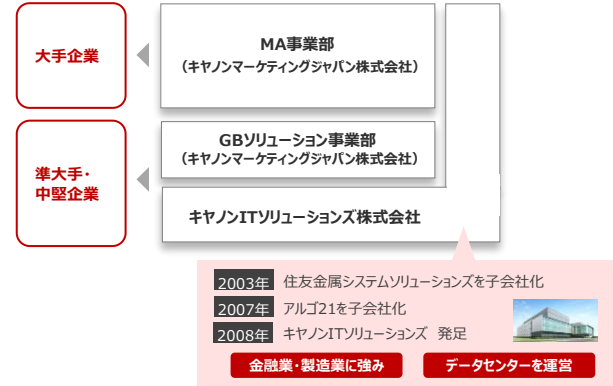 大手企業
MA事業部
（キヤノンマーケティングジャパン株式会社）
準大手・
中堅企業
GBソリューション事業部
（キヤノンマーケティングジャパン株式会社）
キヤノンITソリューションズ株式会社
2003年 住友金属システムソリューションズを子会社化
2007年 アルゴ21を子会社化
2008年 キヤノンITソリューションズ 発足
金融業・製造業に強み
データセンターを運営